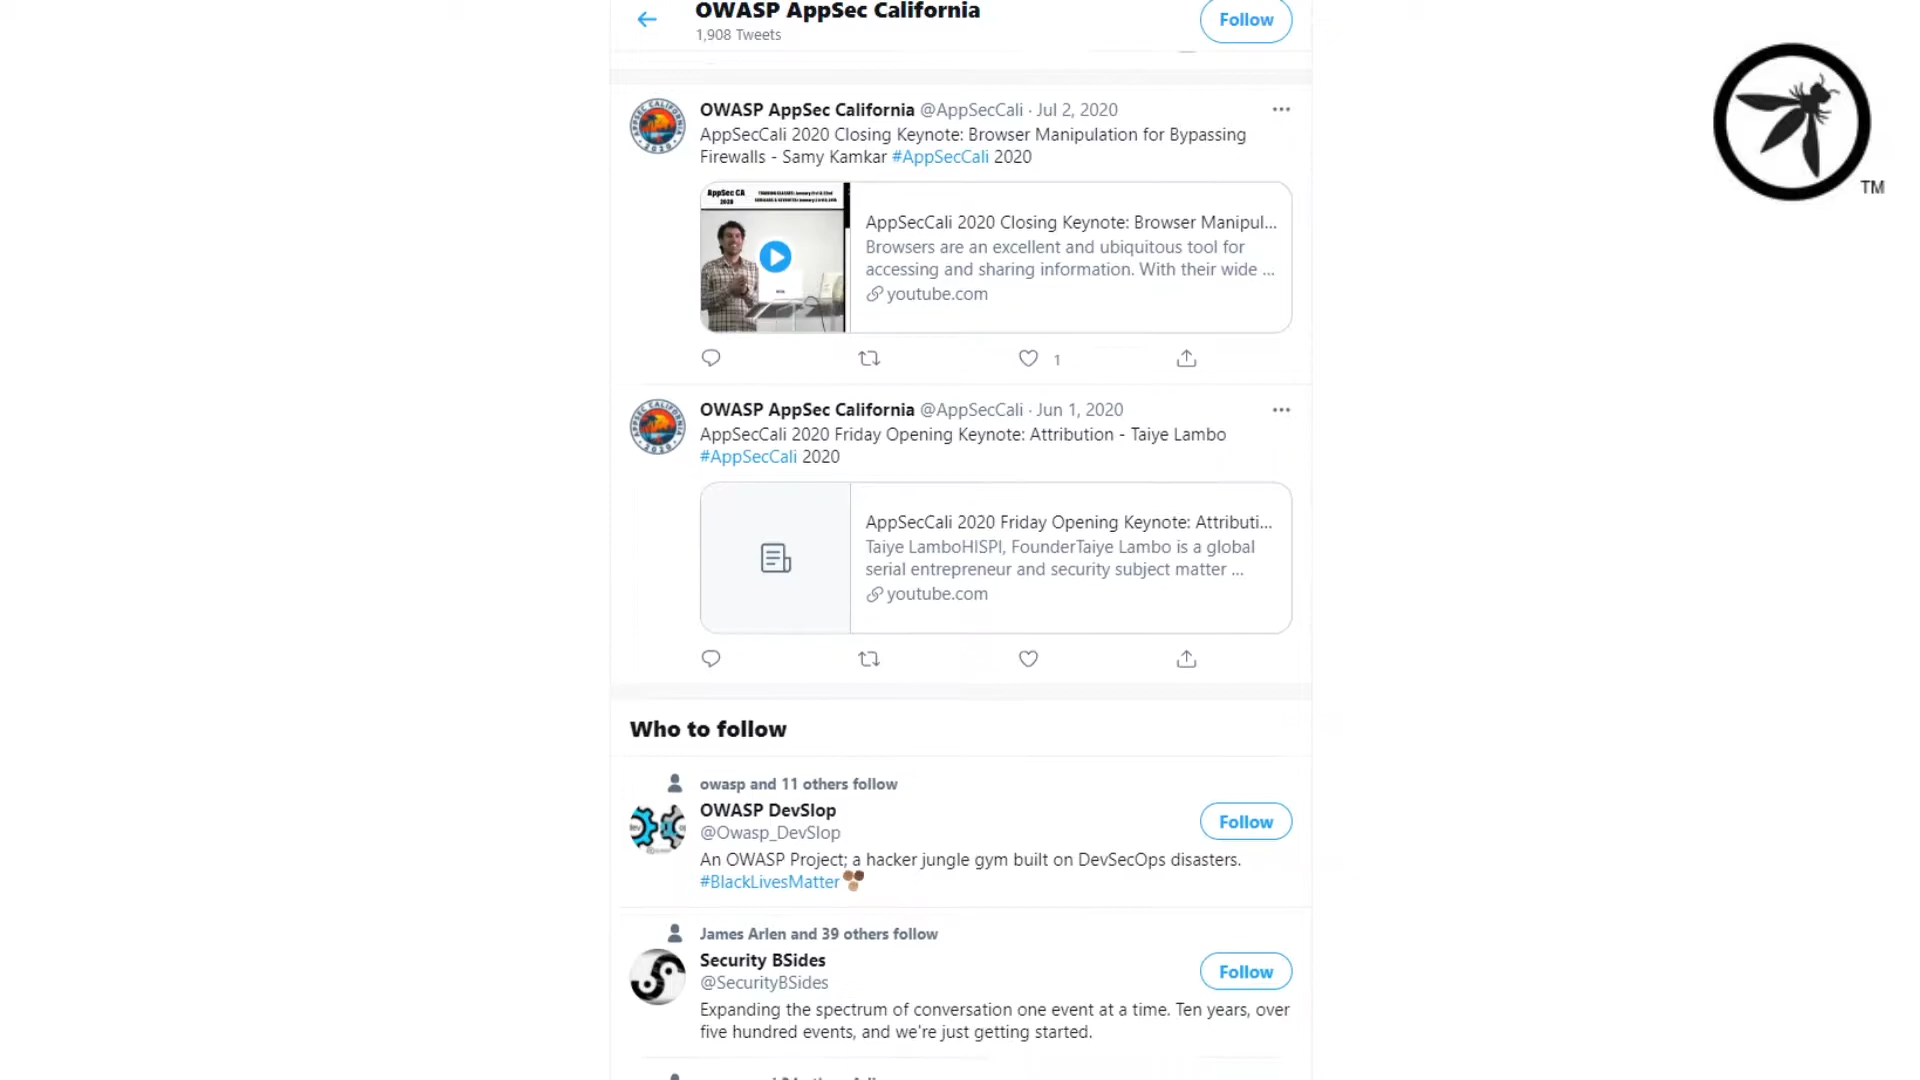 OWASP AppSec California
1,908 Tweets
Follow
OWASP AppSec California @AppSecCali · Jul 2, 2020
AppSecCali 2020 Closing Keynote: Browser Manipulation for Bypassing
Firewalls - Samy Kamkar #AppSecCali 2020
AppSec CA
2020
AppSecCali 2020 Closing Keynote: Browser Manipul...
Browsers are an excellent and ubiquitous tool for
accessing and sharing information. With their wide ...
youtube.com
1
OWASP AppSec California @AppSecCali · Jun 1, 2020
AppSecCali 2020 Friday Opening Keynote: Attribution - Taiye Lambo
#AppSecCali 2020
AppSecCali 2020 Friday Opening Keynote: Attributi...
Taiye LamboHISPI, FounderTaiye Lambo is a global
serial entrepreneur and security subject matter ...
youtube.com
Who to follow
owasp and 11 others follow
OWASP DevSlop
@Owasp_DevSlop
Follow
An OWASP Project; a hacker jungle gym built on DevSecOps disasters.
#BlackLivesMatter
James Arlen and 39 others follow
Security BSides
@SecurityBSides
Follow
Expanding the spectrum of conversation one event at a time. Ten years, over
five hundred events, and we're just getting started.
TM